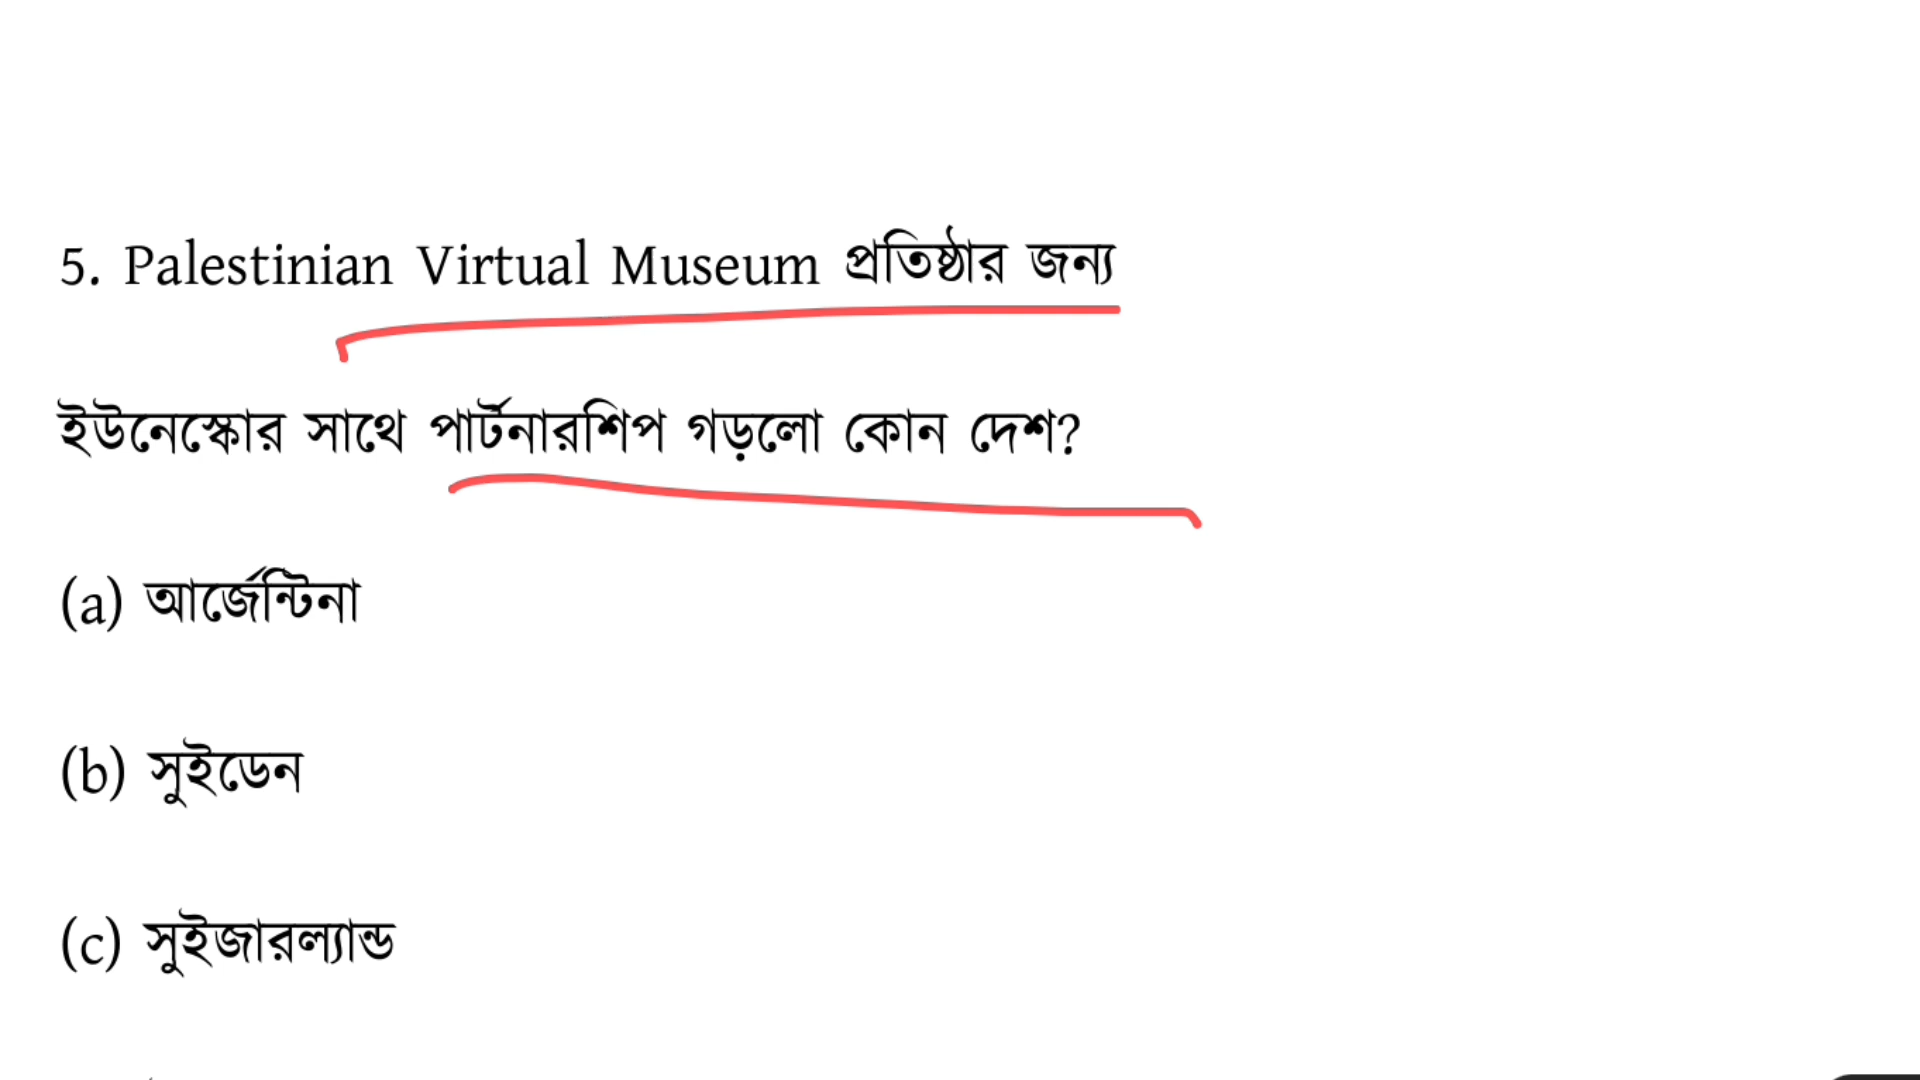 5. Palestinian Virtual Museum প্রতিষ্ঠার জন্য
ইউনেস্কোর সাথে পার্টনারশিপ গড়লো কোন দেশ?
(a) আর্জেন্টিনা
(b) সুইডেন
(c) সুইজারল্যান্ড